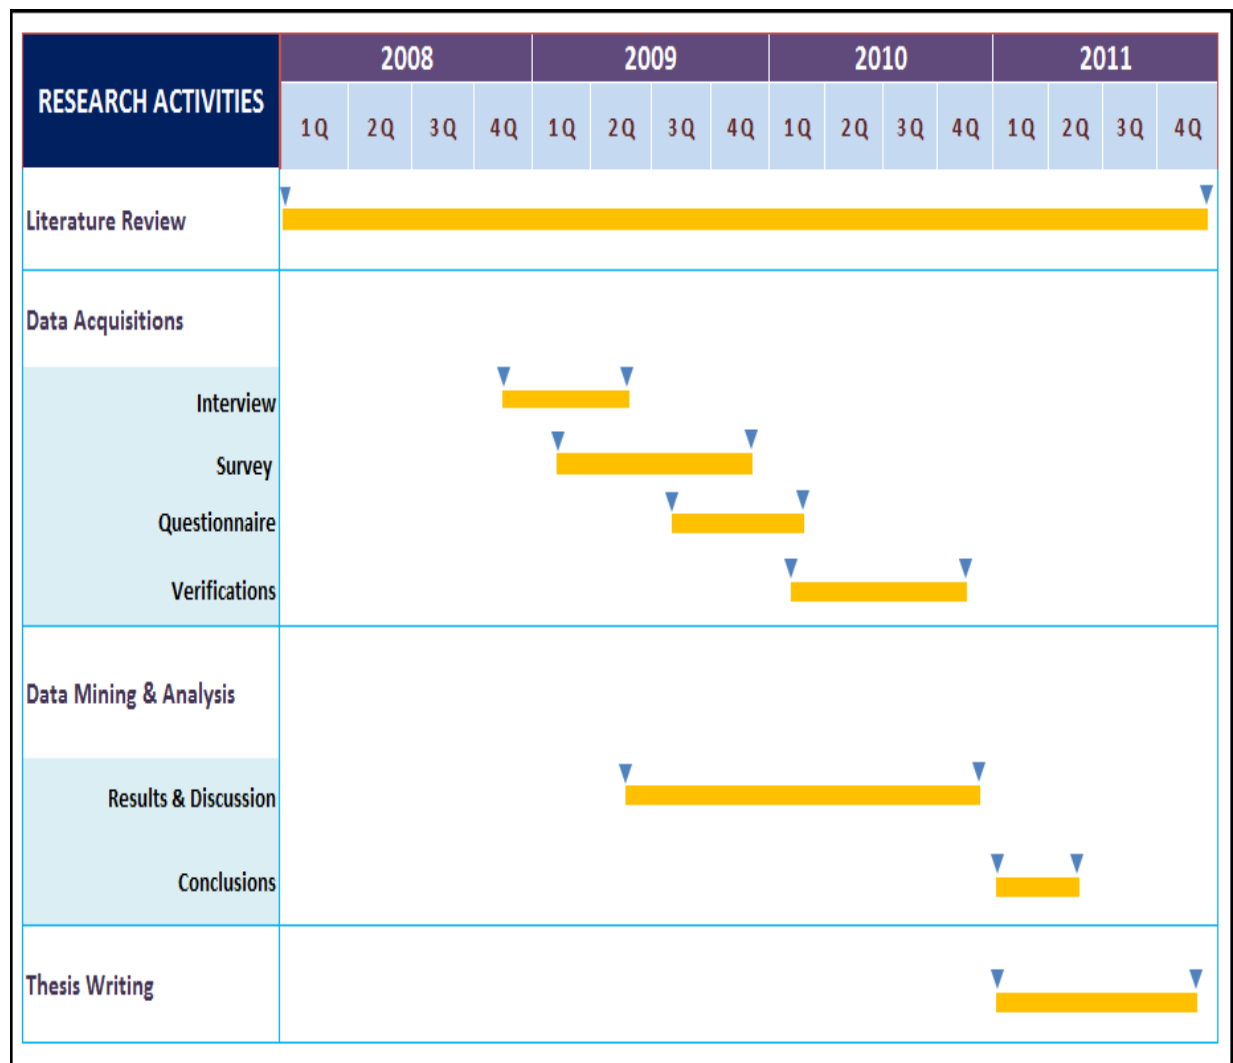 RESEARCH ACTIVITIES
2008 2009 2010 2011
1Q 2Q 3Q 4Q 1Q 2Q 3Q 4Q 1Q 2Q 3Q 4Q 1Q 2Q 3Q 4Q
Literature Review
Data Acquisitions
Interview
Survey
Questionnaire
Verifications
Data Mining & Analysis
Results & Discussion
Conclusions
Thesis Writing